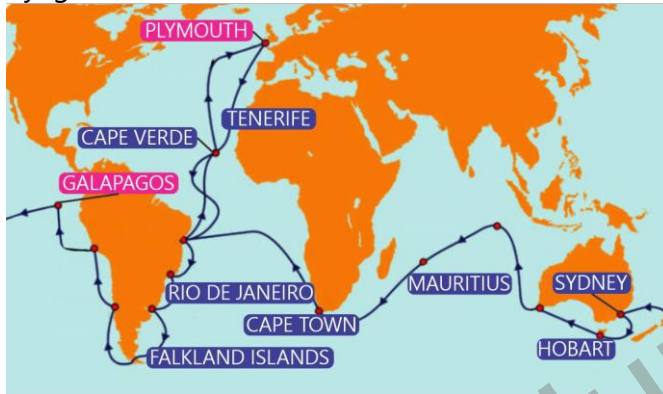 PLYMOUTH
TENERIFE
CAPE VERDE
GALAPAGOS
RIO DE JANEIRO
MAURITIUS
SYDNEY
CAPE TOWN
HOBART
FALKLAND ISLANDS